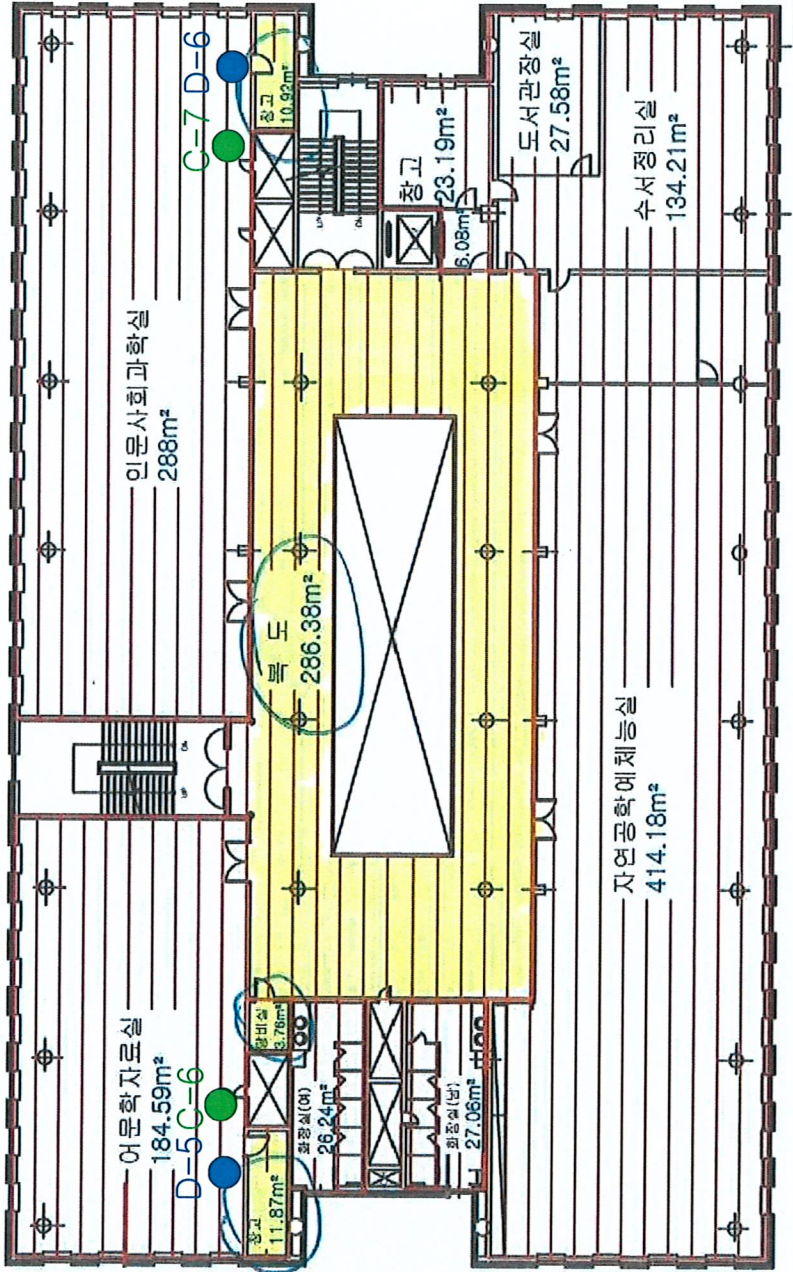 어문학자료실
184.59m²
D-5
C-6
창고
11.87m²
화장실(여)
26.24m²
화장실(남)
27.06m²
3.76m²
UP
DN
복 도
286.38m²
자연공학예체능실
414.18m²
인문사회과학실
288m²
C-7
D-6
창고
10.92m²
UP
DN
창고
23.19m²
6.08m²
도서관장실
27.58m²
수서정리실
134.21m²